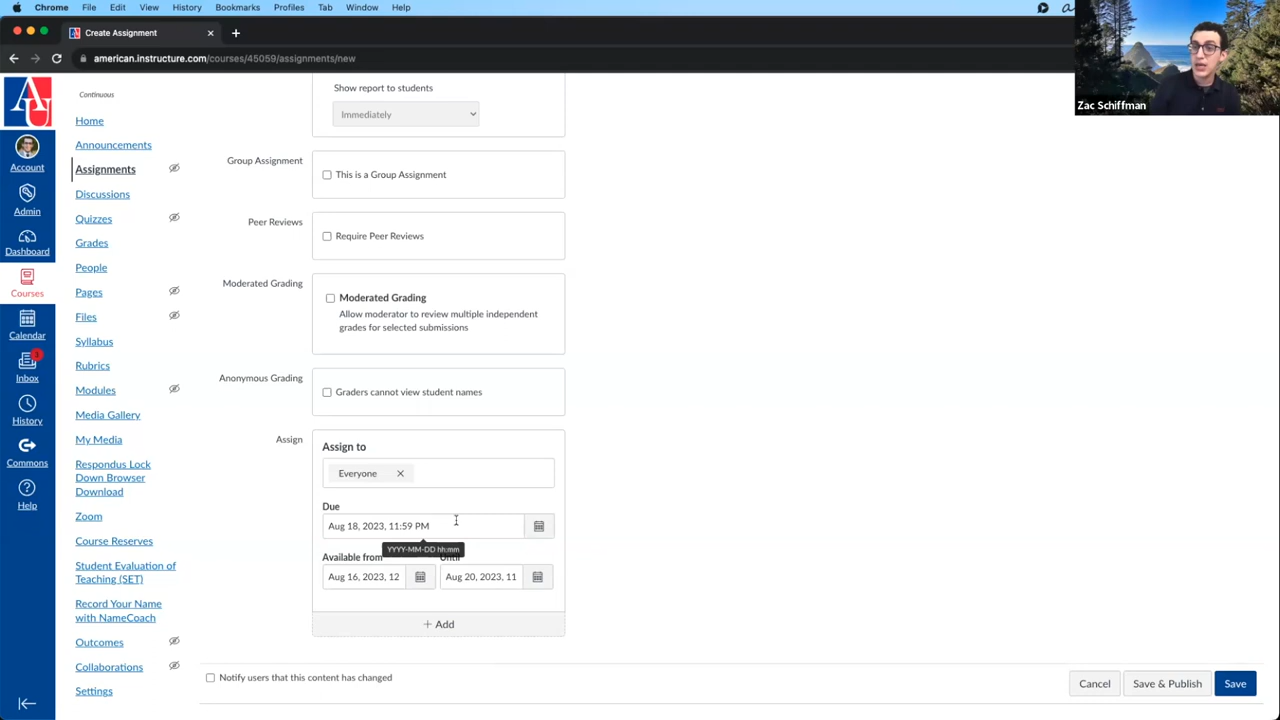 Chrome File Edit View History Bookmarks Profiles Tab Window Help
Create Assignment
american.instructure.com/courses/45059/assignments/new
Zac Schiffman
AU
Account
Admin
Dashboard
Courses
Calendar
3
Inbox
History
Commons
Help
Continuous
Home
Announcements
Assignments
Discussions
Quizzes
Grades
People
Pages
Files
Syllabus
Rubrics
Modules
Media Gallery
My Media
Respondus Lock
Down Browser
Download
Zoom
Course Reserves
Student Evaluation of
Teaching (SET)
Record Your Name
with NameCoach
Outcomes
Collaborations
Settings
Show report to students
Immediately
Group Assignment
This is a Group Assignment
Peer Reviews
Require Peer Reviews
Moderated Grading
Moderated Grading
Allow moderator to review multiple independent
grades for selected submissions
Anonymous Grading
Graders cannot view student names
Assign
Assign to
Everyone
Due
Aug 18, 2023, 11:59 PM
YYYY-MM-DD hh:mm
Available from Until
Aug 16, 2023, 12 Aug 20, 2023, 11
+ Add
Notify users that this content has changed
Cancel Save & Publish Save